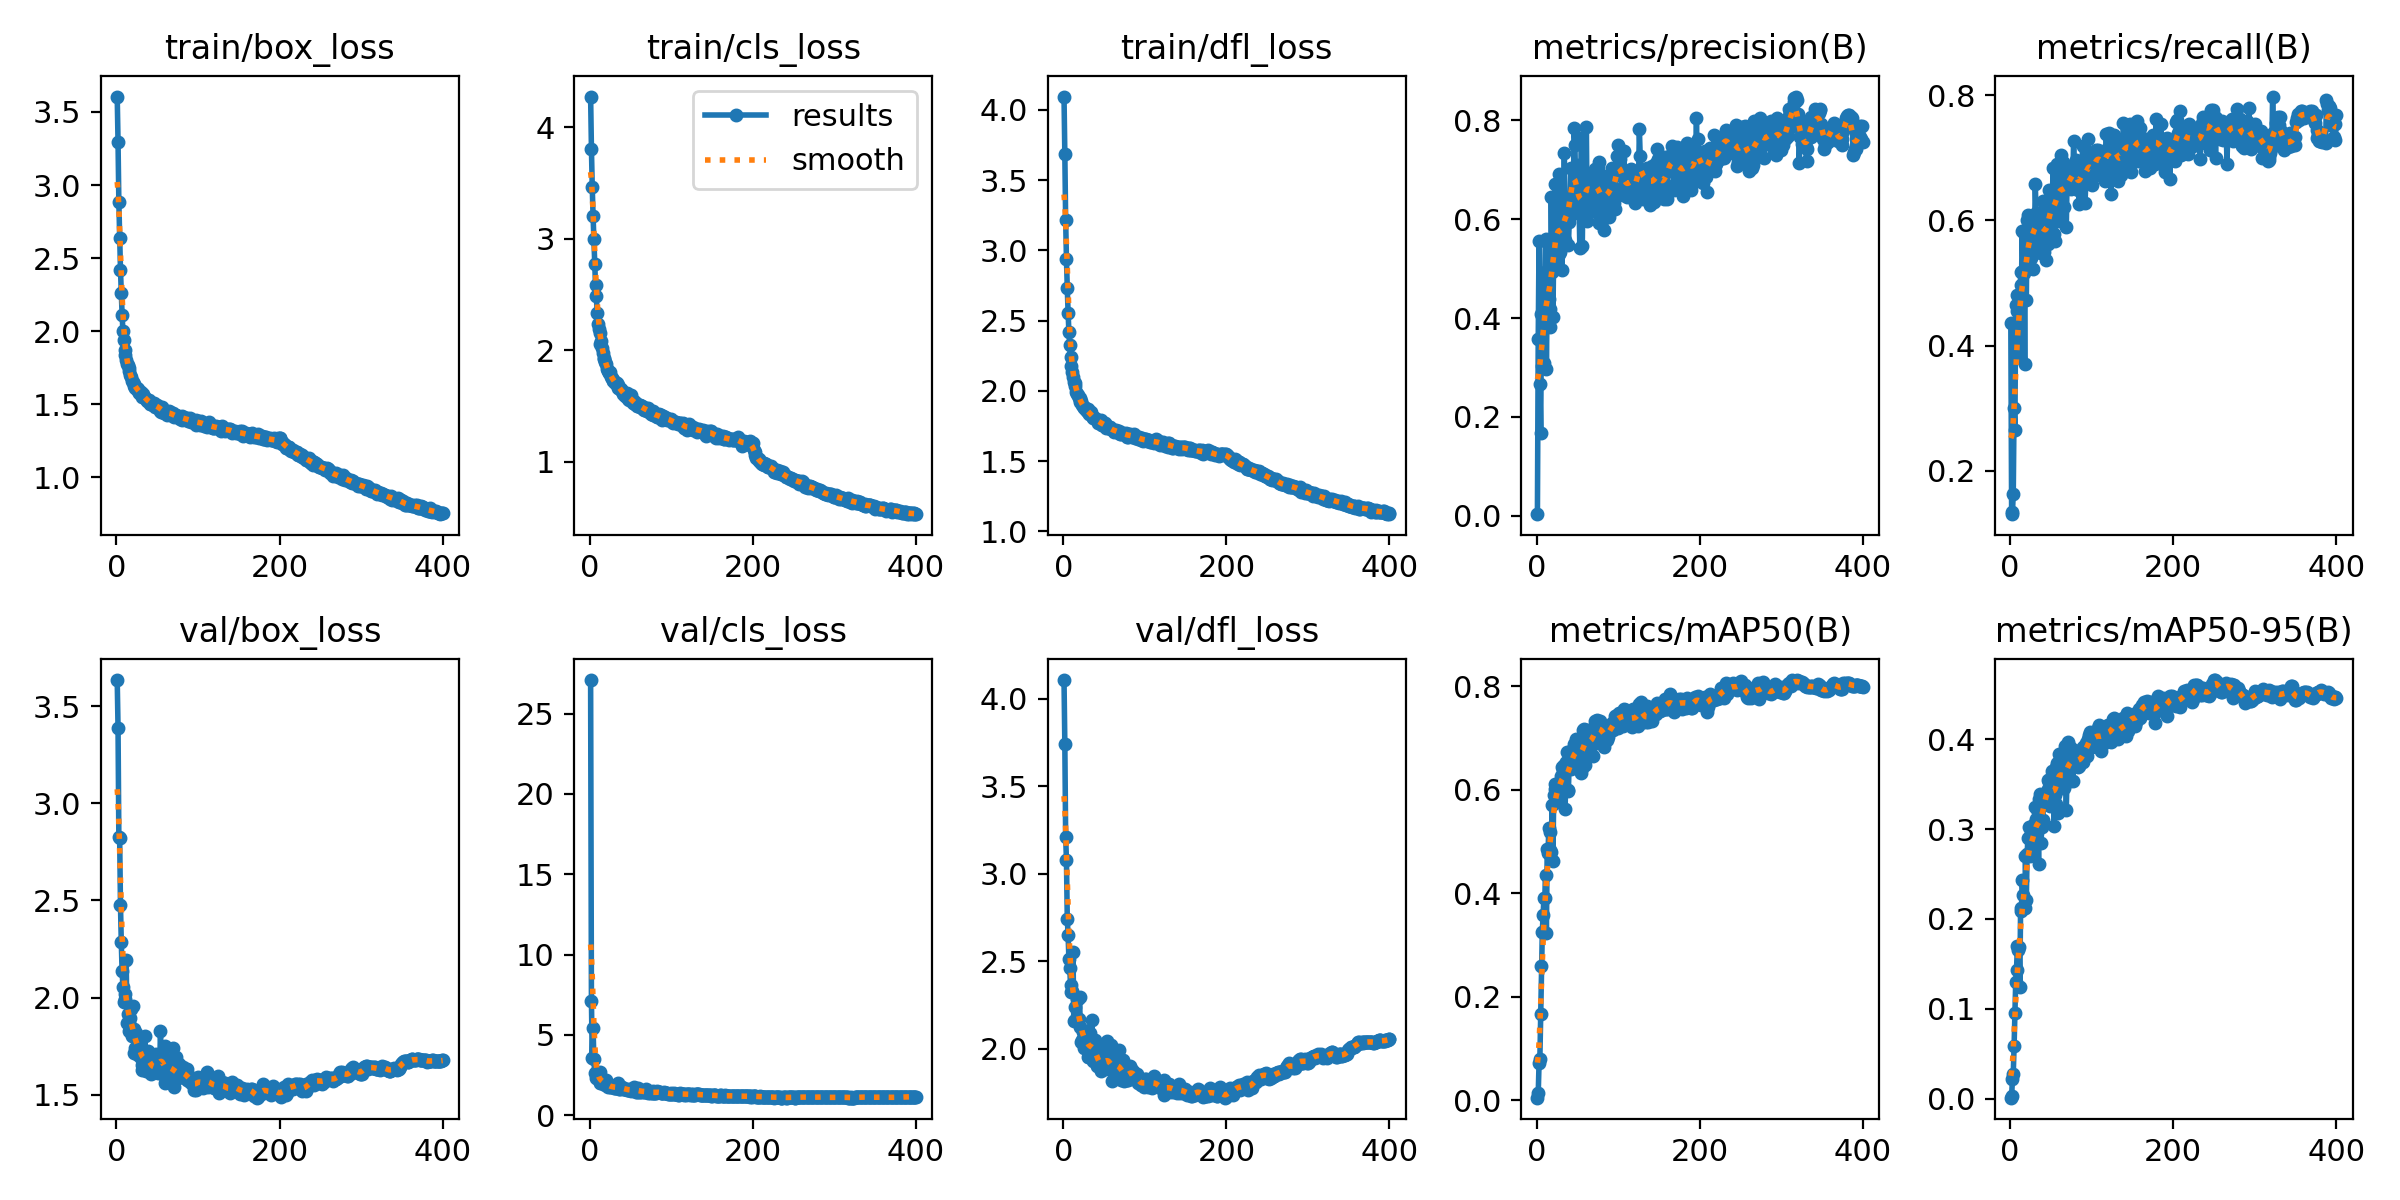 train/box_loss
3.5
3.0
2.5
2.0
1.5
1.0
0 200 400
train/cls_loss
results
smooth
4
3
2
1
0 200 400
train/dfl_loss
4.0
3.5
3.0
2.5
2.0
1.5
1.0
0 200 400
metrics/precision(B)
0.8
0.6
0.4
0.2
0.0
0 200 400
metrics/recall(B)
0.8
0.6
0.4
0.2
0 200 400
val/box_loss
3.5
3.0
2.5
2.0
1.5
0 200 400
val/cls_loss
25
20
15
10
5
0
0 200 400
val/dfl_loss
4.0
3.5
3.0
2.5
2.0
0 200 400
metrics/mAP50(B)
0.8
0.6
0.4
0.2
0.0
0 200 400
metrics/mAP50-95(B)
0.4
0.3
0.2
0.1
0.0
0 200 400